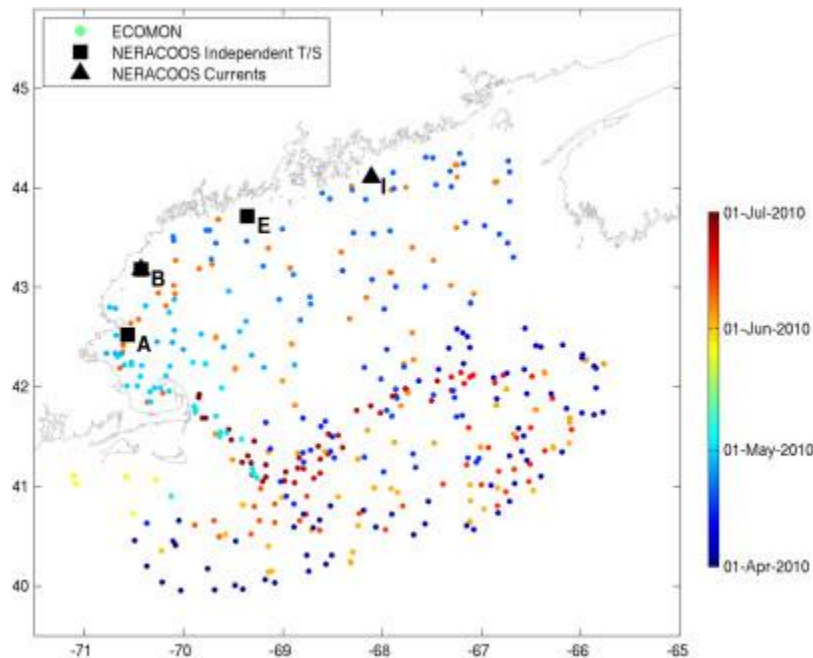 ECOMON
NERACOOS Independent T/S
NERACOOS Currents
45
44
43
42
41
40
I
E
B
A
-71
-70
-69
-68
-67
-66
-65
01-Jul-2010
01-Jun-2010
01-May-2010
01-Apr-2010